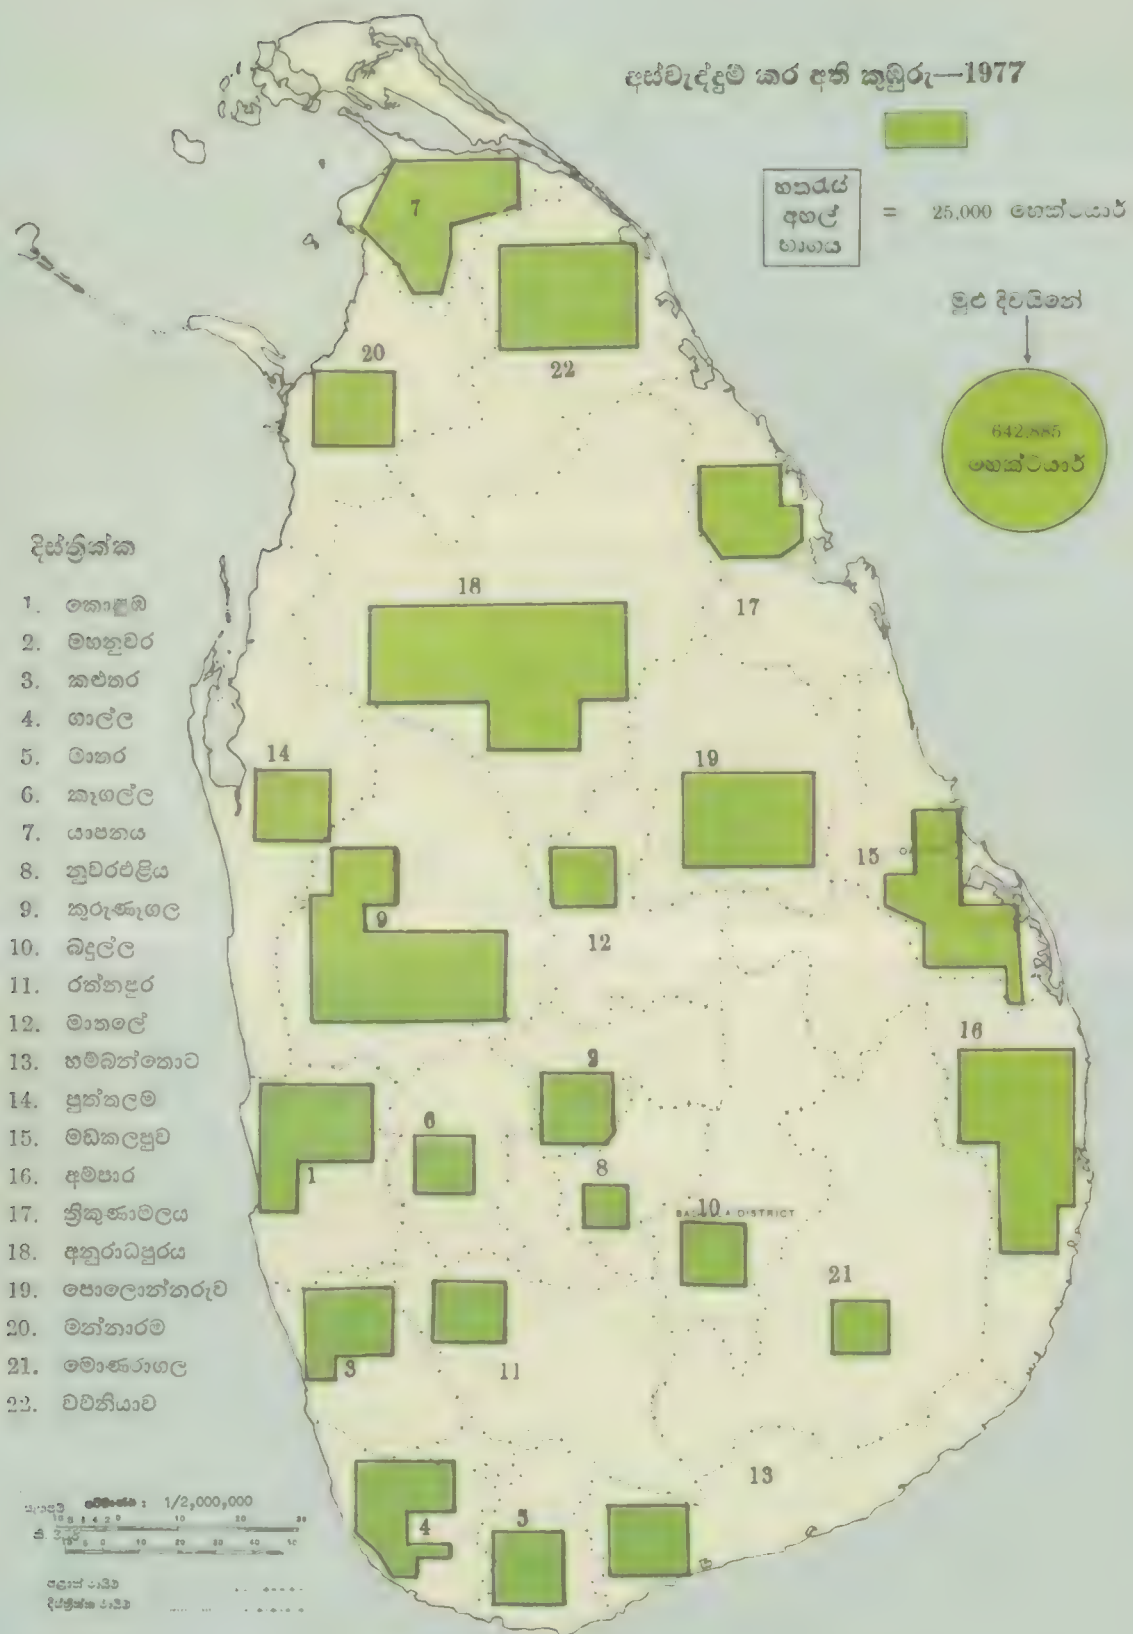 අස්වැද්දුම් කර ඇති කුඹුරු—1977
හතරැස්
අඟල්
භාගය
= 25,000 හෙක්ටයාර්
මුළු දිවයිනේ
642,885
හෙක්ටයාර්
7
20
22
18
17
14
19
15
9
12
16
2
6
1
8
10
BADULLA DISTRICT
21
3
11
13
4
5
දිස්ත්‍රික්ක
1. කොළඹ
2. මහනුවර
3. කළුතර
4. ගාල්ල
5. මාතර
6. කෑගල්ල
7. යාපනය
8. නුවරඑළිය
9. කුරුණෑගල
10. බදුල්ල
11. රත්නපුර
12. මාතලේ
13. හම්බන්තොට
14. පුත්තලම
15. මඩකලපුව
16. අම්පාර
17. ත්‍රිකුණාමලය
18. අනුරාධපුරය
19. පොලොන්නරුව
20. මන්නාරම
21. මොණරාගල
22. වව්නියාව
1/2,000,000
පළාත් මායිම්
දිස්ත්‍රික්ක මායිම්